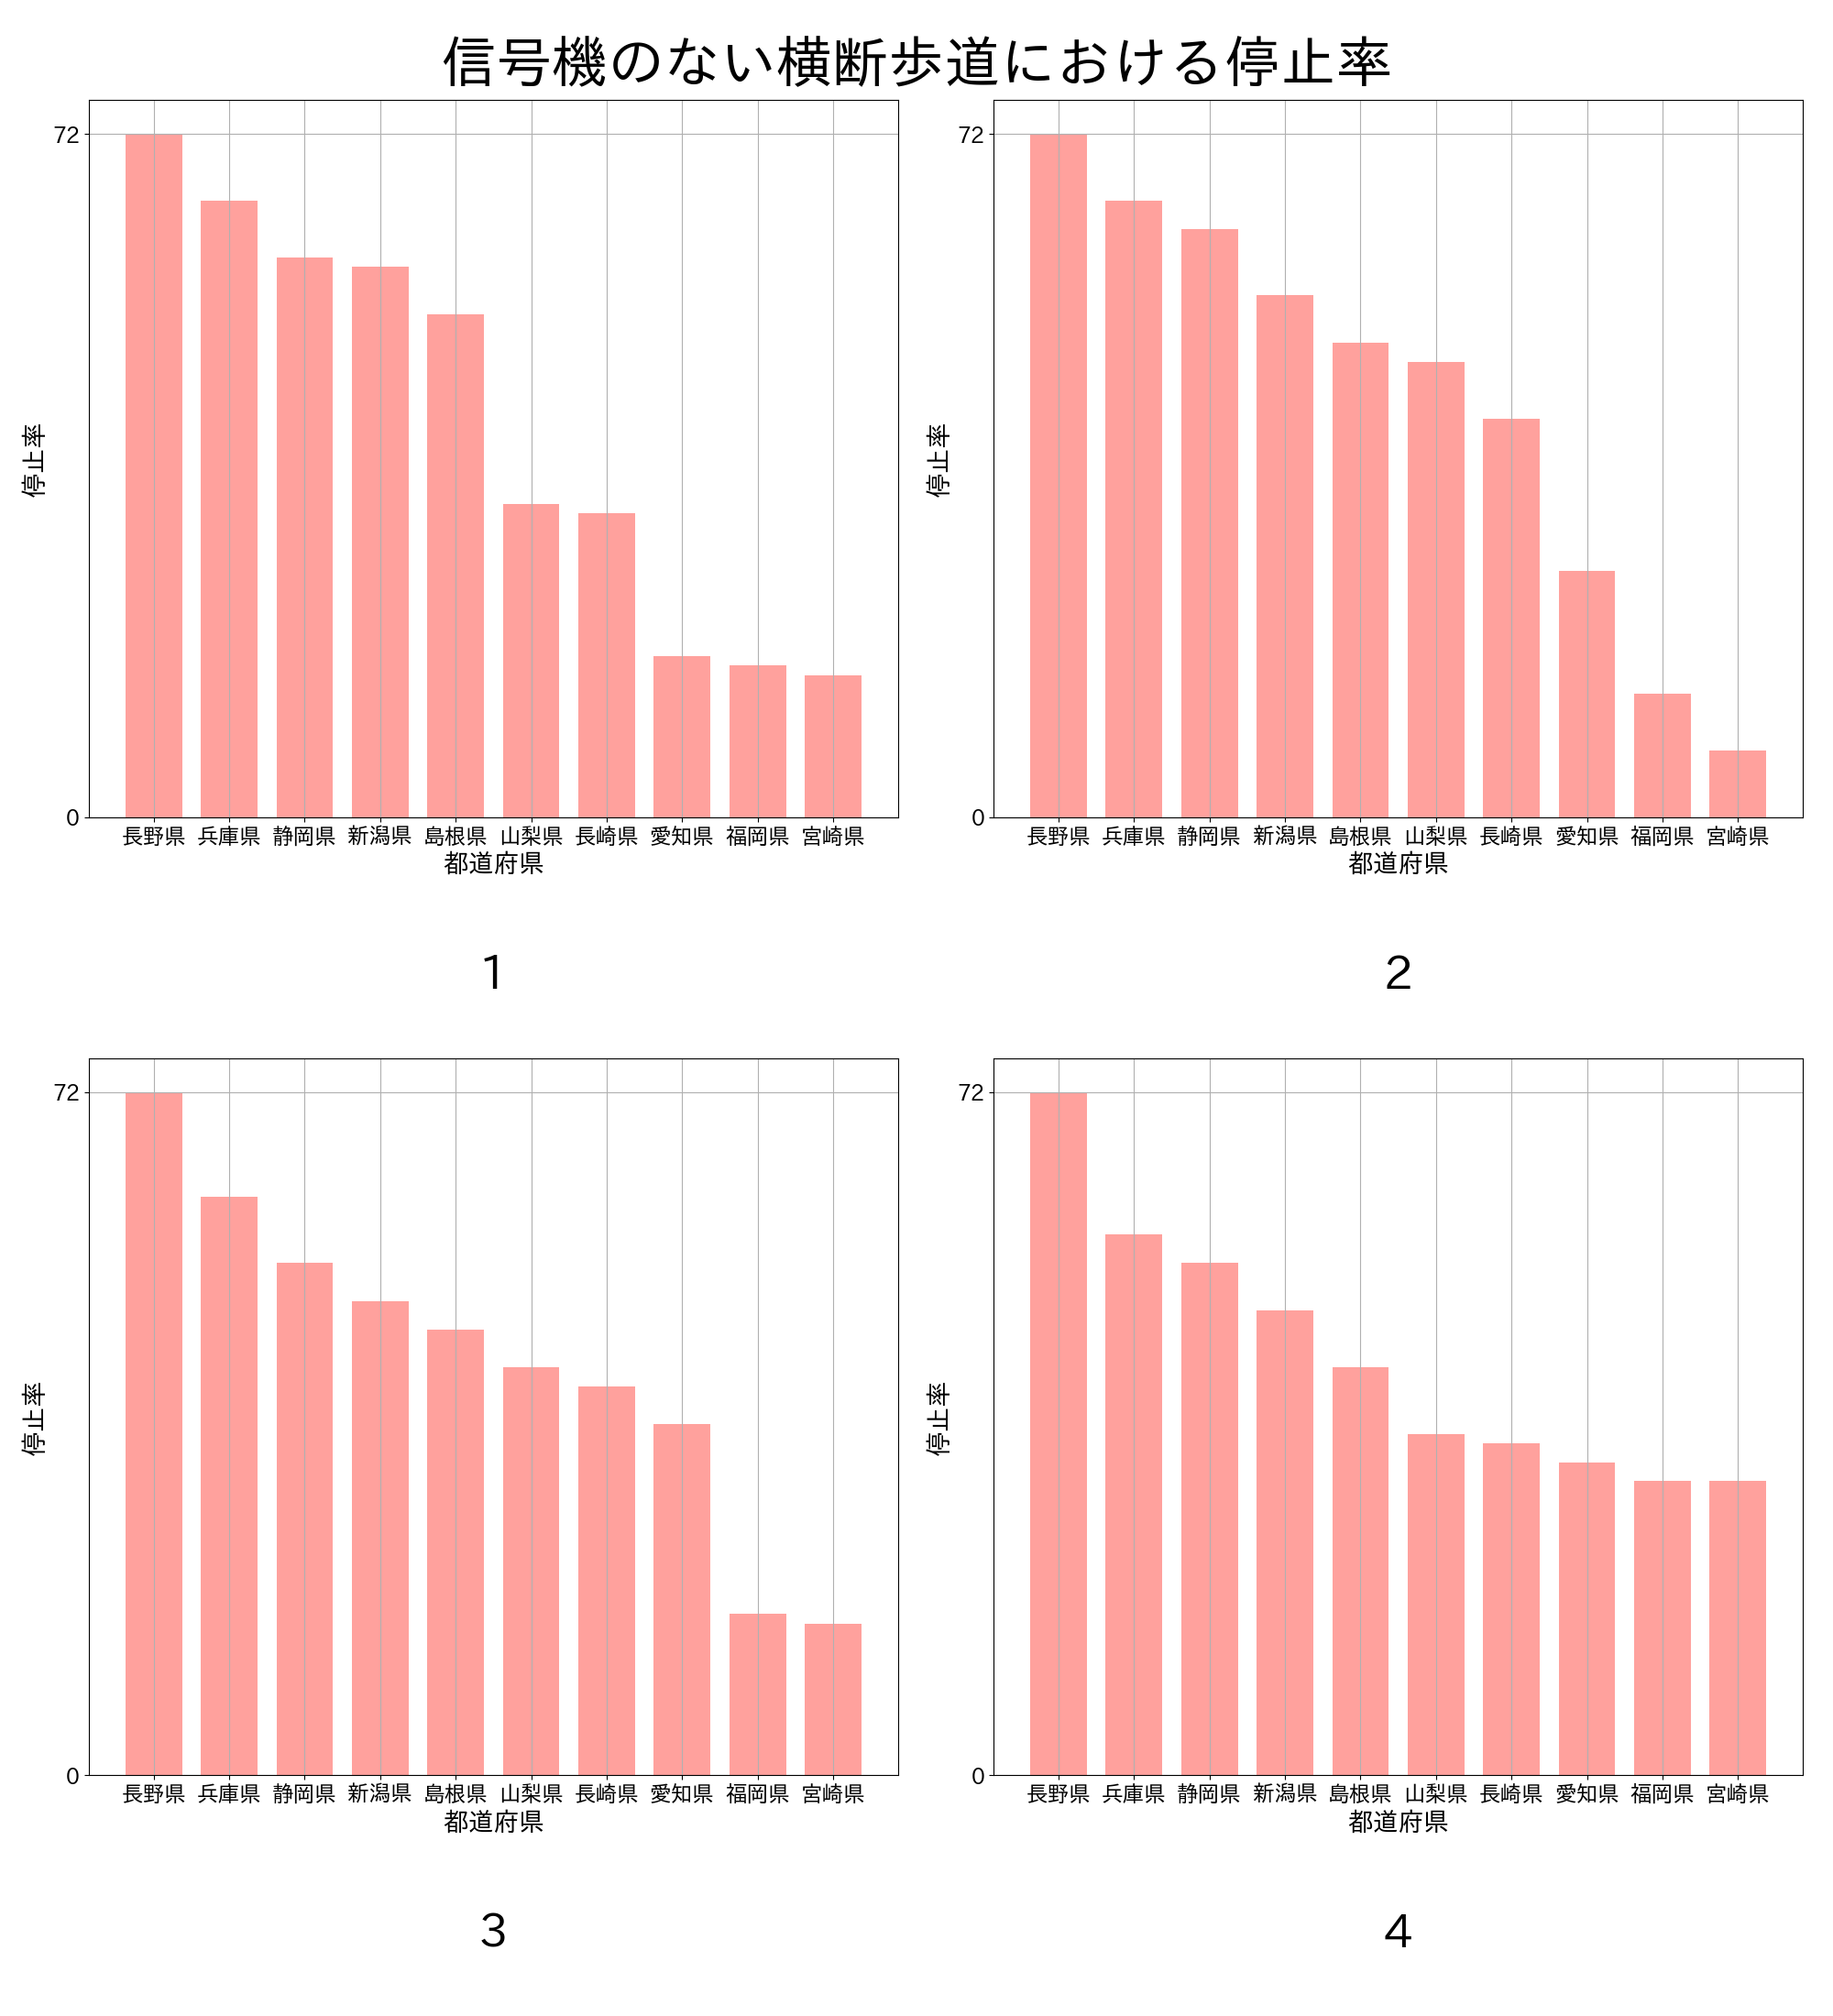 信号機のない横断歩道における停止率
72
0
停止率
長野県 兵庫県 静岡県 新潟県 島根県 山梨県 長崎県 愛知県 福岡県 宮崎県
都道府県
1
72
0
停止率
長野県 兵庫県 静岡県 新潟県 島根県 山梨県 長崎県 愛知県 福岡県 宮崎県
都道府県
2
72
0
停止率
長野県 兵庫県 静岡県 新潟県 島根県 山梨県 長崎県 愛知県 福岡県 宮崎県
都道府県
3
72
0
停止率
長野県 兵庫県 静岡県 新潟県 島根県 山梨県 長崎県 愛知県 福岡県 宮崎県
都道府県
4